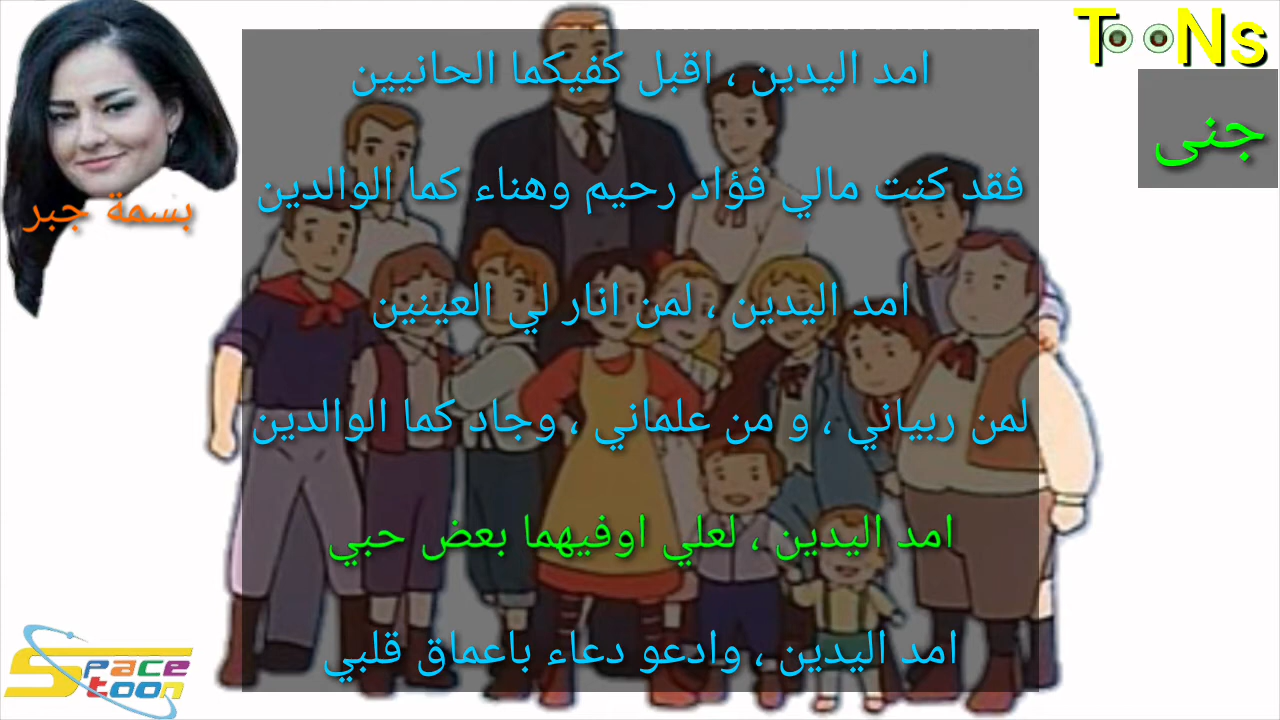 TooNs
جنى
بسمة جبر
امد اليدين ، اقبل كفيكما الحانيين
فقد كنت مالي فؤاد رحيم وهناء كما الوالدين
امد اليدين ، لمن انار لي العينين
لمن ربياني ، و من علماني ، وجاد كما الوالدين
امد اليدين ، لعلي اوفيهما بعض حبي
امد اليدين ، وادعو دعاء باعماق قلبي
Space
toon